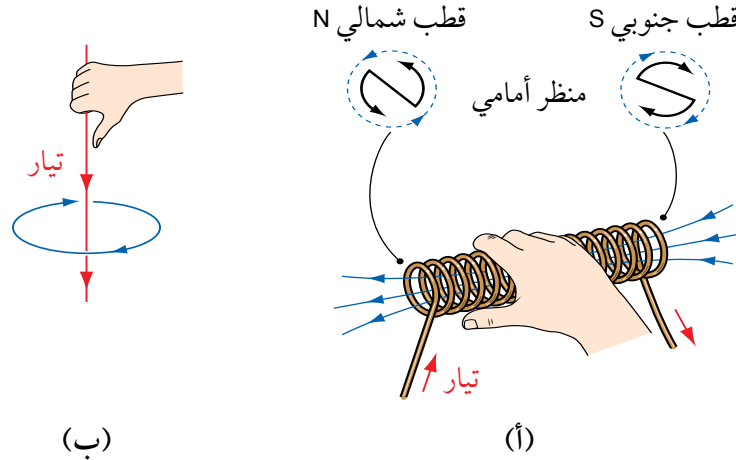 قطب جنوبي S
قطب شمالي N
منظر أمامي
تيار
تيار
(أ)
(ب)